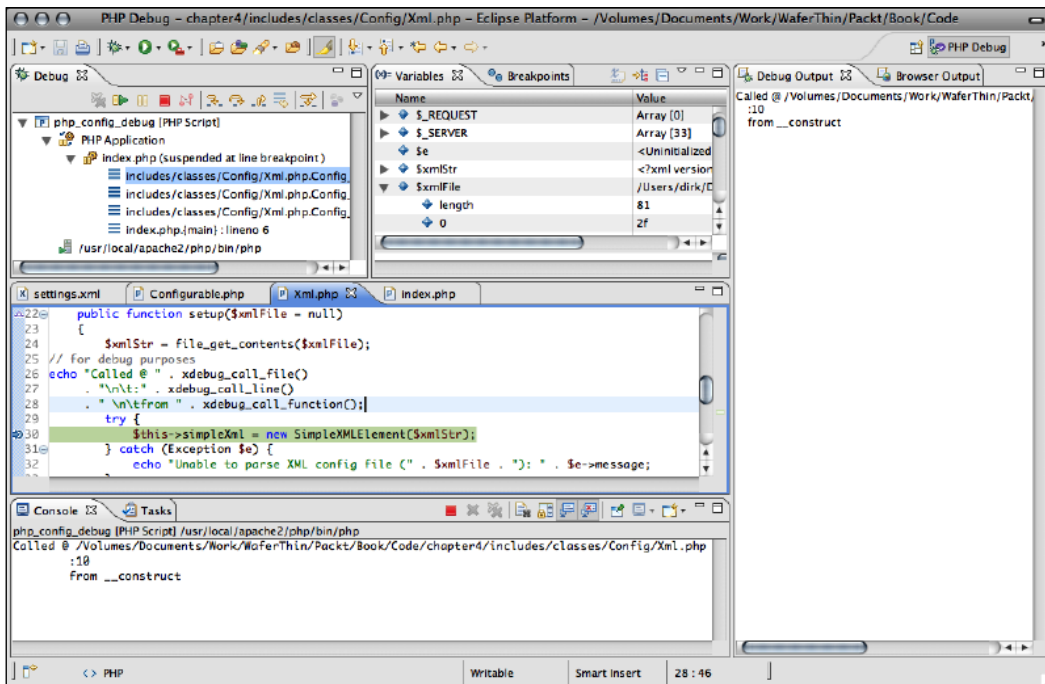 PHP Debug – chapter4/includes/classes/Config/Xml.php – Eclipse Platform – /Volumes/Documents/Work/WaferThin/Packt/Book/Code
PHP Debug
Debug
php_config_debug [PHP Script]
PHP Application
index.php (suspended at line breakpoint)
includes/classes/Config/Xml.php.Config_
includes/classes/Config/Xml.php.Config_
includes/classes/Config/Xml.php.Config_
index.php.{main} : lineno 6
/usr/local/apache2/php/bin/php
Variables Breakpoints
Name Value
$_REQUEST Array [0]
$_SERVER Array [33]
$e <Uninitialized
$xmlStr <?xml version
$xmlFile /Users/dirk/D
length 81
0 2f
Debug Output Browser Output
Called @ /Volumes/Documents/Work/WaferThin/Packt/
:10
from __construct
settings.xml Configurable.php Xml.php index.php
22 public function setup($xmlFile = null)
23 {
24 $xmlStr = file_get_contents($xmlFile);
25 // for debug purposes
26 echo "Called @ " . xdebug_call_file()
27 . "\n\t:" . xdebug_call_line()
28 . " \n\tfrom " . xdebug_call_function();
29 try {
30 $this->simpleXml = new SimpleXMLElement($xmlStr);
31 } catch (Exception $e) {
32 echo "Unable to parse XML config file (" . $xmlFile . "): " . $e->message;
Console Tasks
php_config_debug [PHP Script] /usr/local/apache2/php/bin/php
Called @ /Volumes/Documents/Work/WaferThin/Packt/Book/Code/chapter4/includes/classes/Config/Xml.php
:10
from __construct
<> PHP Writable Smart Insert 28 : 46